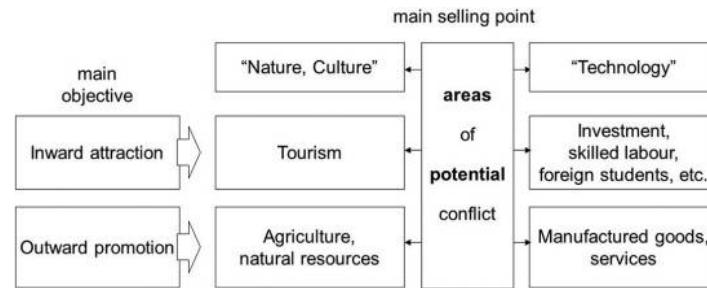 main selling point
main
objective
“Nature, Culture”
areas
of
potential
conflict
“Technology”
Inward attraction
Tourism
Investment,
skilled labour,
foreign students, etc.
Outward promotion
Agriculture,
natural resources
Manufactured goods,
services